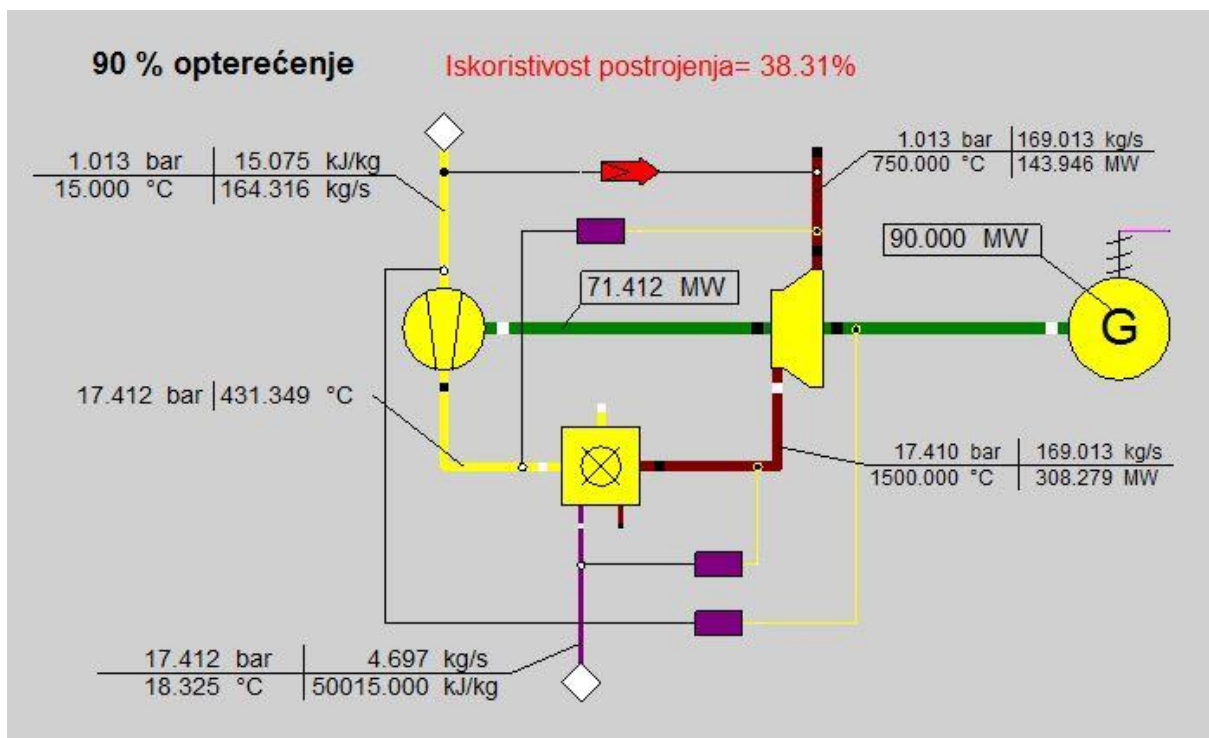 90 % opterećenje
Iskoristivost postrojenja= 38.31%
1.013 bar 15.075 kJ/kg
15.000 °C 164.316 kg/s
1.013 bar 169.013 kg/s
750.000 °C 143.946 MW
90.000 MW
71.412 MW
G
17.412 bar 431.349 °C
17.410 bar 169.013 kg/s
1500.000 °C 308.279 MW
17.412 bar 4.697 kg/s
18.325 °C 50015.000 kJ/kg